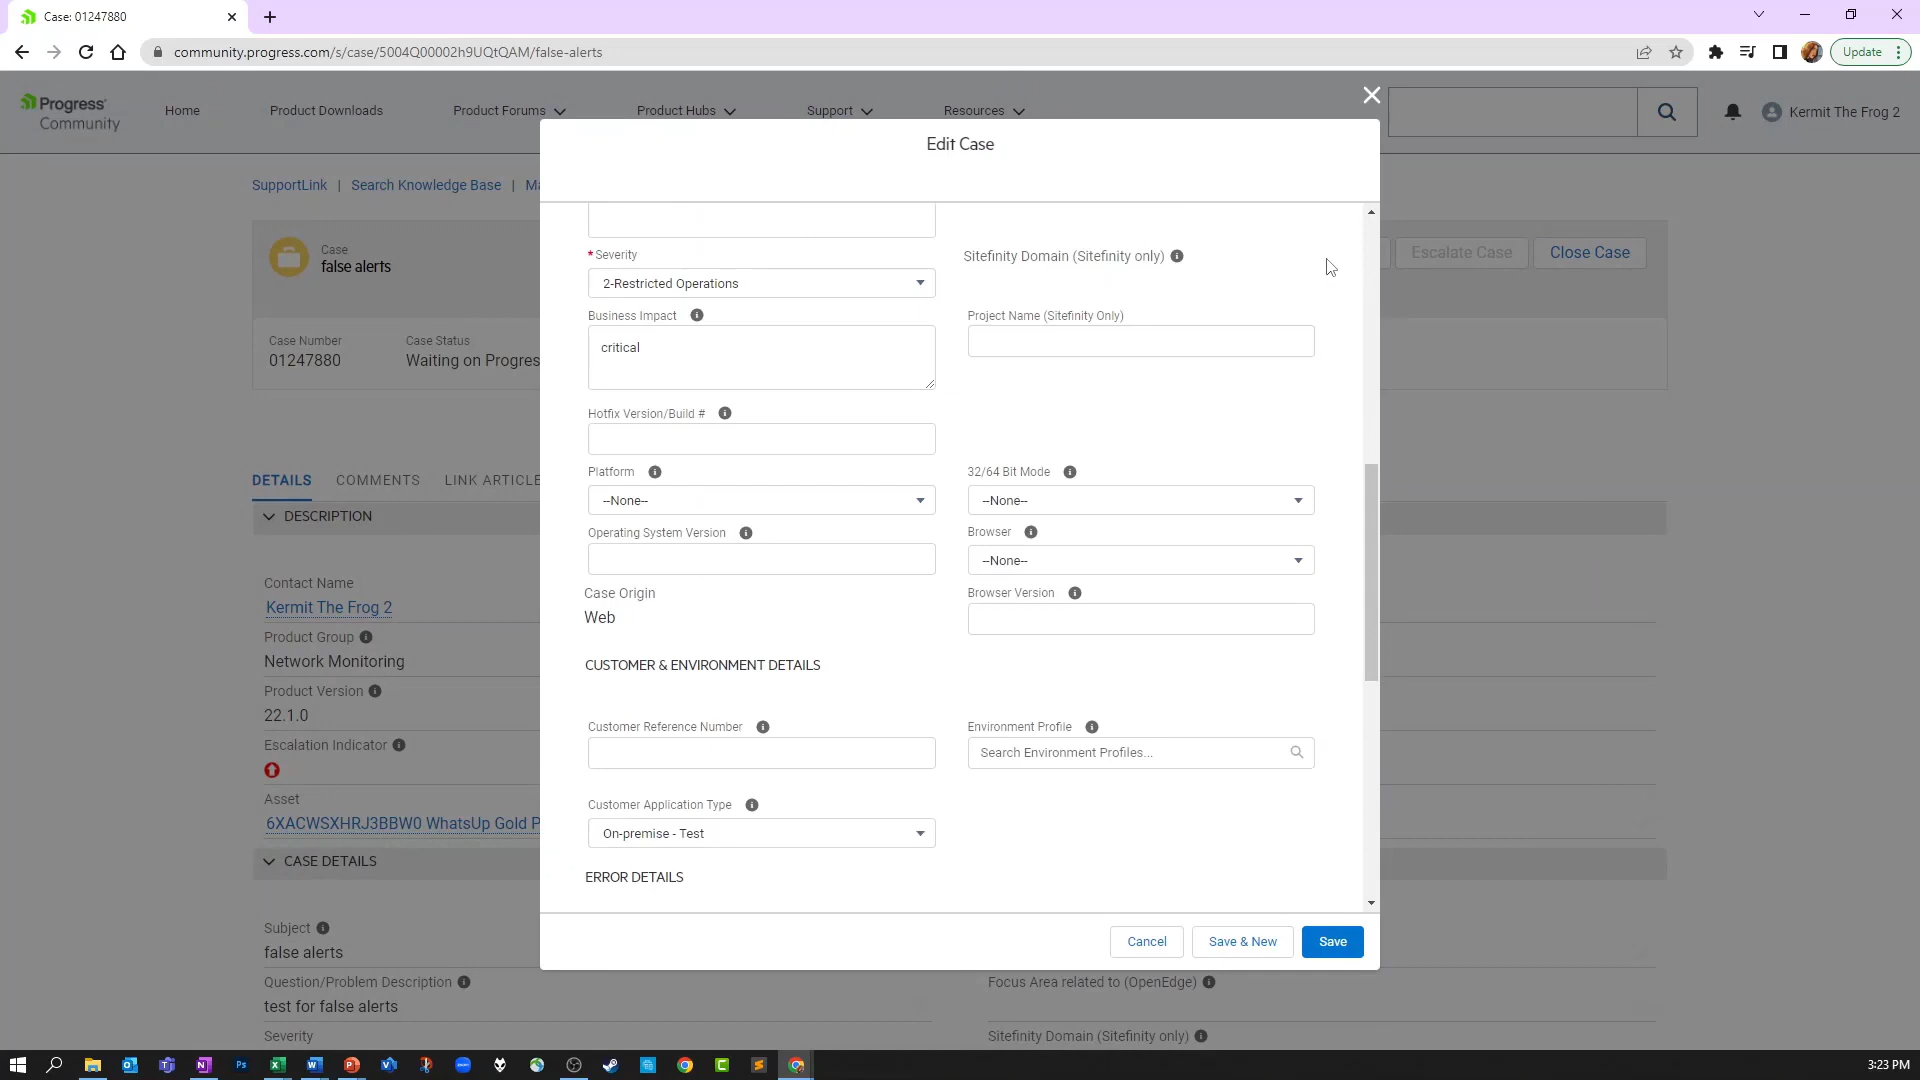 Case: 01247880
community.progress.com/s/case/5004Q00002h9UQtQAM/false-alerts
Update
Progress
Community
Home
Product Downloads
Product Forums
Product Hubs
Support
Resources
Kermit The Frog 2
SupportLink | Search Knowledge Base | Ma
Case
false alerts
Escalate Case
Close Case
Case Number
01247880
Case Status
Waiting on Progres
DETAILS
COMMENTS
LINK ARTICLE
DESCRIPTION
Contact Name
Kermit The Frog 2
Product Group
Network Monitoring
Product Version
22.1.0
Escalation Indicator
Asset
6XACWSXHRJ3BBW0 WhatsUp Gold P
CASE DETAILS
Subject
false alerts
Question/Problem Description
test for false alerts
Severity
Focus Area related to (OpenEdge)
Sitefinity Domain (Sitefinity only)
Edit Case
*Severity
2-Restricted Operations
Sitefinity Domain (Sitefinity only)
Business Impact
critical
Project Name (Sitefinity Only)
Hotfix Version/Build #
Platform
--None--
32/64 Bit Mode
--None--
Operating System Version
Browser
--None--
Case Origin
Web
Browser Version
CUSTOMER & ENVIRONMENT DETAILS
Customer Reference Number
Environment Profile
Search Environment Profiles...
Customer Application Type
On-premise - Test
ERROR DETAILS
Cancel
Save & New
Save
3:23 PM